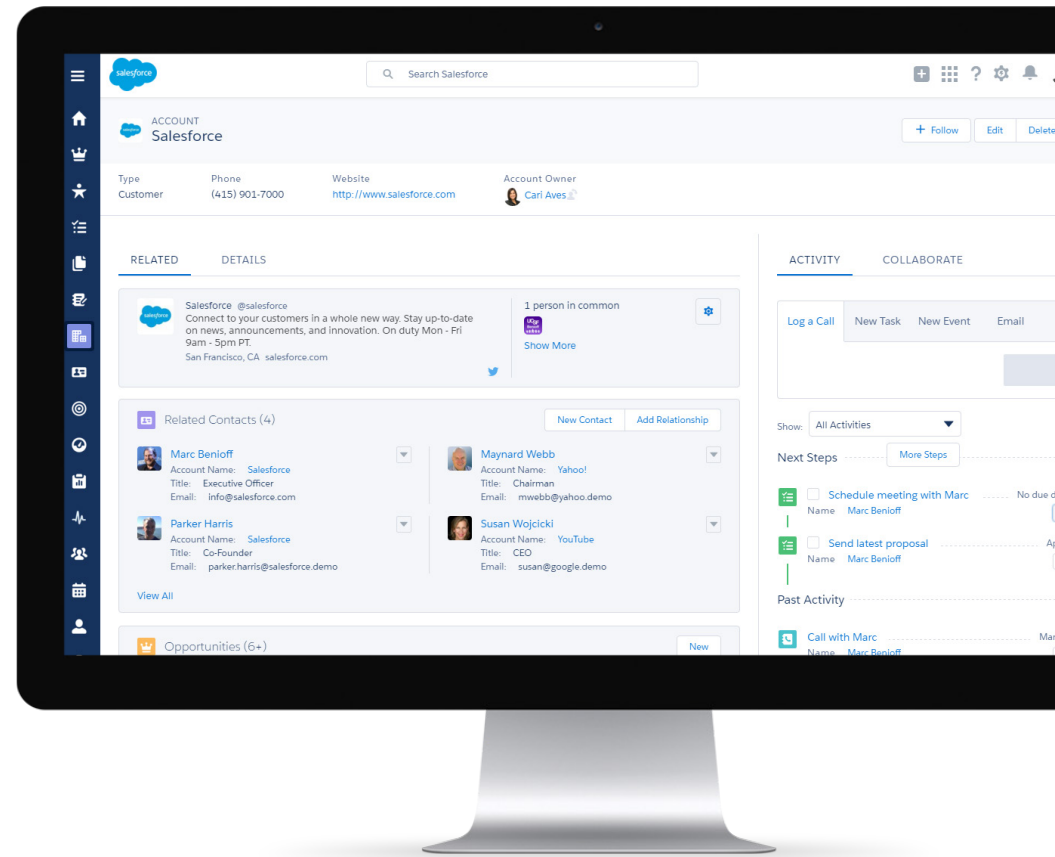 salesforce
Search Salesforce
ACCOUNT
Salesforce
+ Follow
Edit
Delete
Type
Phone
Website
Account Owner
Customer
(415) 901-7000
http://www.salesforce.com
Cari Aves
RELATED
DETAILS
Salesforce @salesforce
Connect to your customers in a whole new way. Stay up-to-date
on news, announcements, and innovation. On duty Mon - Fri
9am - 5pm PT.
San Francisco, CA salesforce.com
1 person in common
Show More
Related Contacts (4)
New Contact
Add Relationship
Marc Benioff
Account Name: Salesforce
Title: Executive Officer
Email: info@salesforce.com
Maynard Webb
Account Name: Yahoo!
Title: Chairman
Email: mwebb@yahoo.demo
Parker Harris
Account Name: Salesforce
Title: Co-Founder
Email: parker.harris@salesforce.demo
Susan Wojcicki
Account Name: YouTube
Title: CEO
Email: susan@google.demo
View All
Opportunities (6+)
New
ACTIVITY
COLLABORATE
Log a Call
New Task
New Event
Email
Show: All Activities
Next Steps
More Steps
Schedule meeting with Marc
No due d
Name Marc Benioff
Send latest proposal
Ap
Name Marc Benioff
Past Activity
Call with Marc
Mar
Name Marc Benioff